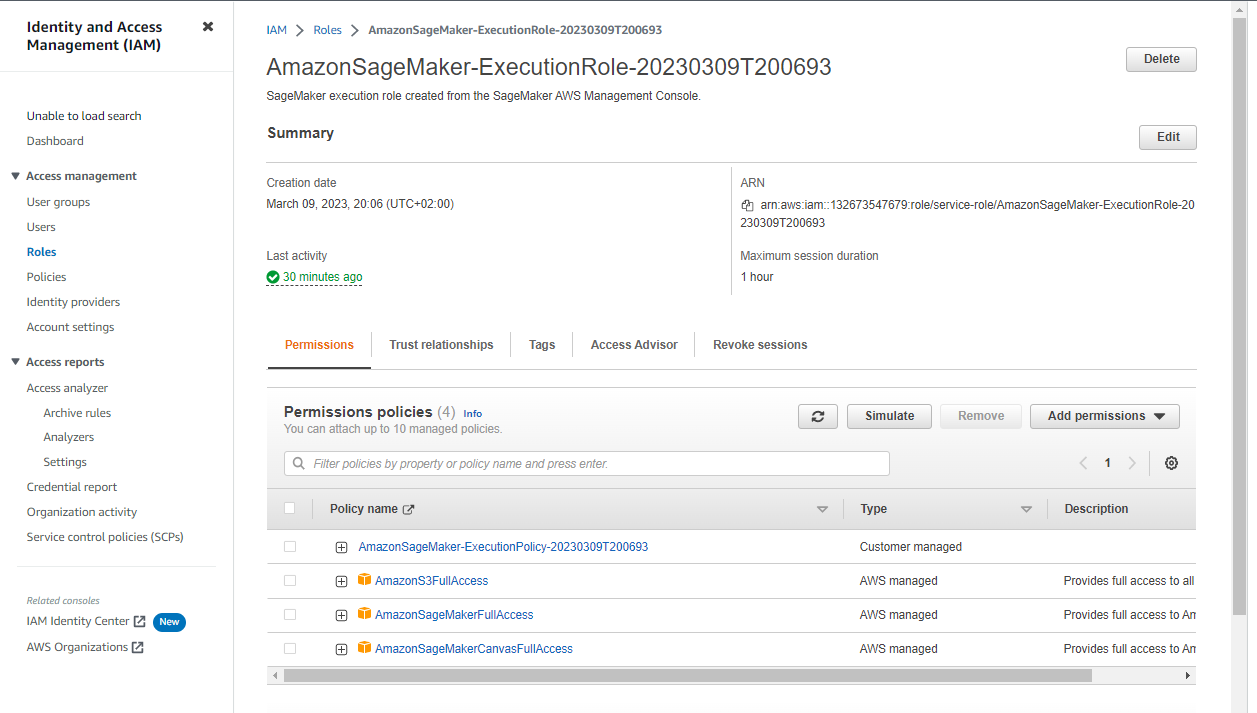 Identity and Access
Management (IAM)
Unable to load search
Dashboard
Access management
User groups
Users
Roles
Policies
Identity providers
Account settings
Access reports
Access analyzer
Archive rules
Analyzers
Settings
Credential report
Organization activity
Service control policies (SCPs)
Related consoles
IAM Identity Center New
AWS Organizations
IAM Roles AmazonSageMaker-ExecutionRole-20230309T200693
AmazonSageMaker-ExecutionRole-20230309T200693
Delete
SageMaker execution role created from the SageMaker AWS Management Console.
Summary
Edit
Creation date
March 09, 2023, 20:06 (UTC+02:00)
ARN
arn:aws:iam::132673547679:role/service-role/AmazonSageMaker-ExecutionRole-20
230309T200693
Last activity
30 minutes ago
Maximum session duration
1 hour
Permissions Trust relationships Tags Access Advisor Revoke sessions
Permissions policies (4) Info
You can attach up to 10 managed policies.
Simulate Remove Add permissions
Filter policies by property or policy name and press enter.
1
Policy name Type Description
AmazonSageMaker-ExecutionPolicy-20230309T200693 Customer managed
AmazonS3FullAccess AWS managed Provides full access to all
AmazonSageMakerFullAccess AWS managed Provides full access to Am
AmazonSageMakerCanvasFullAccess AWS managed Provides full access to Am